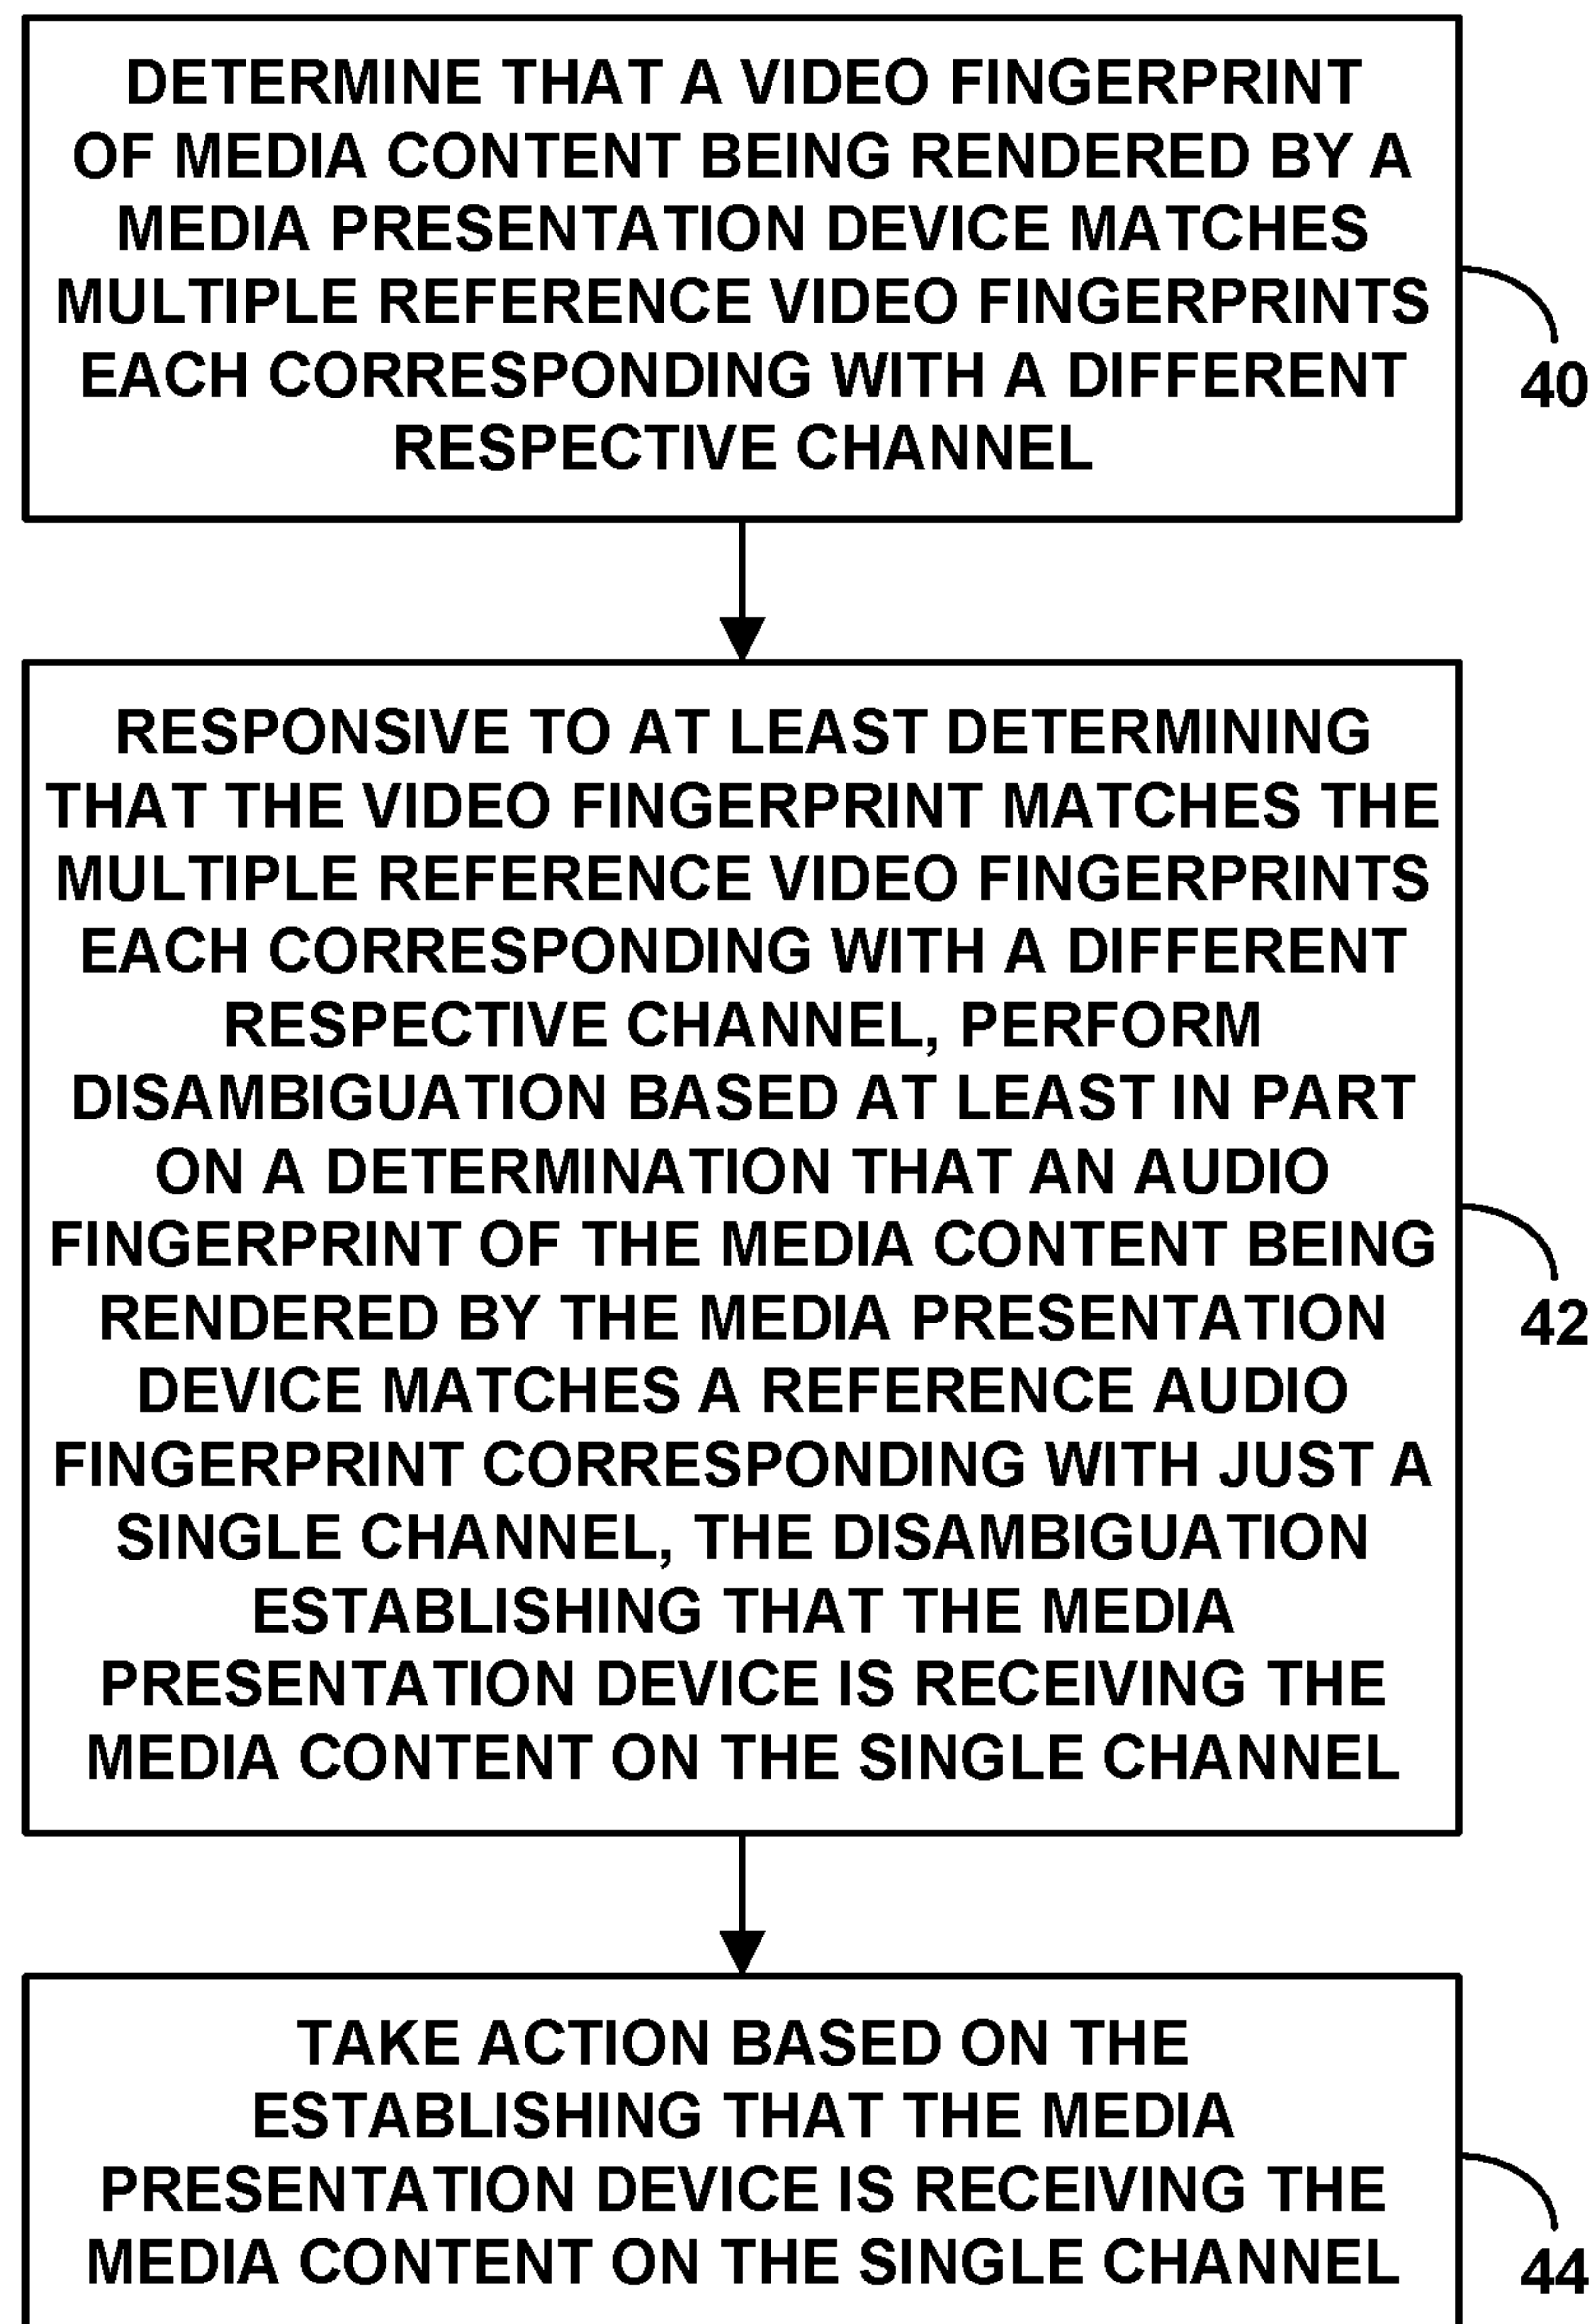 DETERMINE THAT A VIDEO FINGERPRINT
OF MEDIA CONTENT BEING RENDERED BY A
MEDIA PRESENTATION DEVICE MATCHES
MULTIPLE REFERENCE VIDEO FINGERPRINTS
EACH CORRESPONDING WITH A DIFFERENT
RESPECTIVE CHANNEL
40
RESPONSIVE TO AT LEAST DETERMINING
THAT THE VIDEO FINGERPRINT MATCHES THE
MULTIPLE REFERENCE VIDEO FINGERPRINTS
EACH CORRESPONDING WITH A DIFFERENT
RESPECTIVE CHANNEL, PERFORM
DISAMBIGUATION BASED AT LEAST IN PART
ON A DETERMINATION THAT AN AUDIO
FINGERPRINT OF THE MEDIA CONTENT BEING
RENDERED BY THE MEDIA PRESENTATION
DEVICE MATCHES A REFERENCE AUDIO
FINGERPRINT CORRESPONDING WITH JUST A
SINGLE CHANNEL, THE DISAMBIGUATION
ESTABLISHING THAT THE MEDIA
PRESENTATION DEVICE IS RECEIVING THE
MEDIA CONTENT ON THE SINGLE CHANNEL
42
TAKE ACTION BASED ON THE
ESTABLISHING THAT THE MEDIA
PRESENTATION DEVICE IS RECEIVING THE
MEDIA CONTENT ON THE SINGLE CHANNEL
44